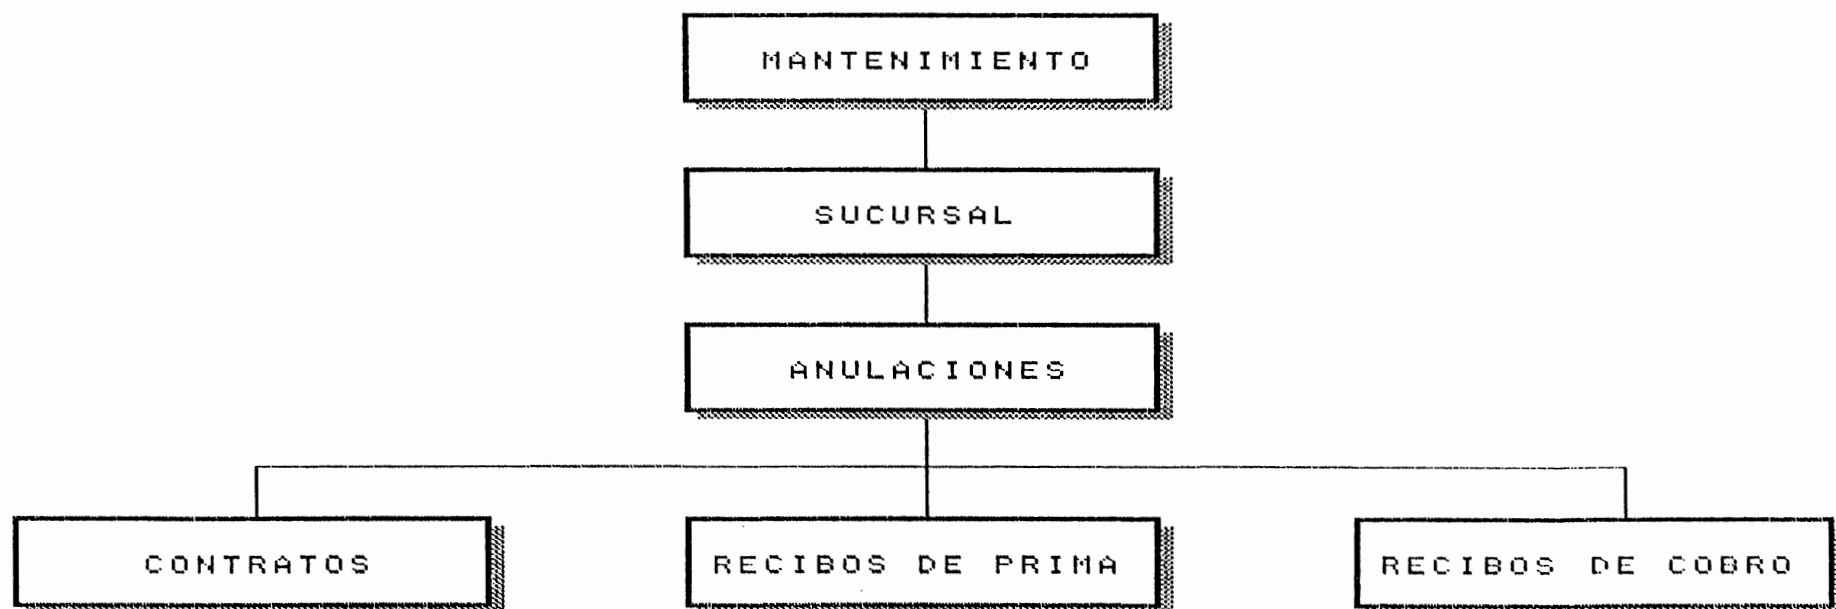 MANTENIMIENTO
SUCURSAL
ANULACIONES
CONTRATOS
RECIBOS DE PRIMA
RECIBOS DE COBRO